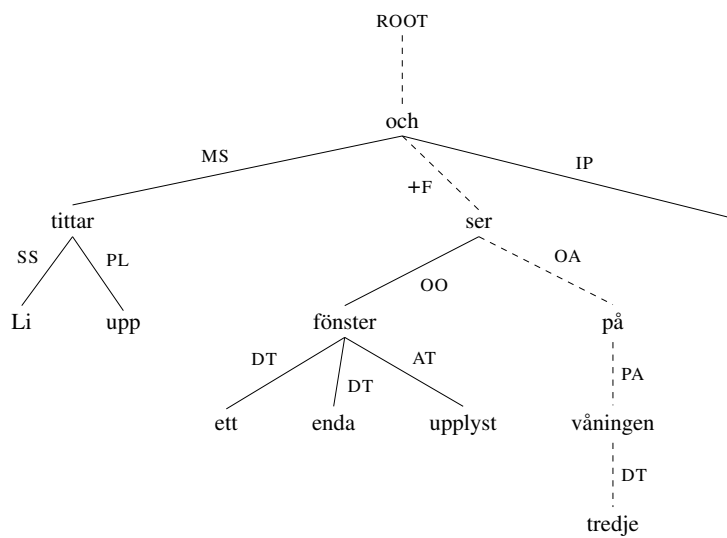 ROOT
och
MS
+F
IP
tittar
ser
SS
PL
OO
OA
Li
upp
fönster
på
DT
DT
AT
PA
ett
enda
upplyst
våningen
DT
tredje